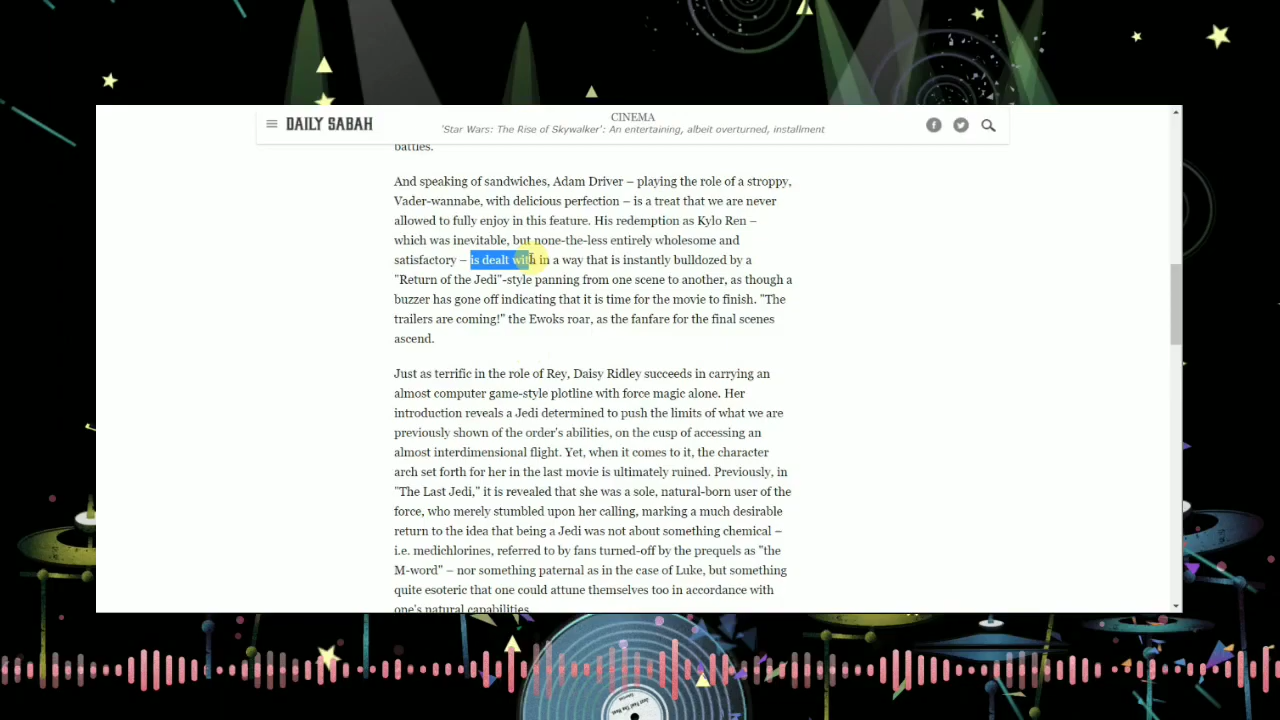 CINEMA
DAILY SABAH
'Star Wars: The Rise of Skywalker': An entertaining, albeit overturned, installment
battles.
And speaking of sandwiches, Adam Driver – playing the role of a stroppy,
Vader-wannabe, with delicious perfection – is a treat that we are never
allowed to fully enjoy in this feature. His redemption as Kylo Ren –
which was inevitable, but none-the-less entirely wholesome and
satisfactory – is dealt with in a way that is instantly bulldozed by a
"Return of the Jedi"-style panning from one scene to another, as though a
buzzer has gone off indicating that it is time for the movie to finish. "The
trailers are coming!" the Ewoks roar, as the fanfare for the final scenes
ascend.
Just as terrific in the role of Rey, Daisy Ridley succeeds in carrying an
almost computer game-style plotline with force magic alone. Her
introduction reveals a Jedi determined to push the limits of what we are
previously shown of the order's abilities, on the cusp of accessing an
almost interdimensional flight. Yet, when it comes to it, the character
arch set forth for her in the last movie is ultimately ruined. Previously, in
"The Last Jedi," it is revealed that she was a sole, natural-born user of the
force, who merely stumbled upon her calling, marking a much desirable
return to the idea that being a Jedi was not about something chemical –
i.e. medichlorines, referred to by fans turned-off by the prequels as "the
M-word" – nor something paternal as in the case of Luke, but something
quite esoteric that one could attune themselves too in accordance with
one's natural capabilities.